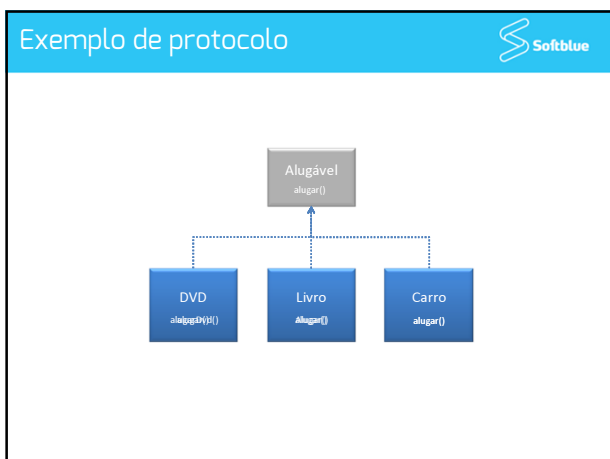 Exemplo de protocolo
Softblue
Alugável
alugar()
DVD
Livro
Carro
alugar()